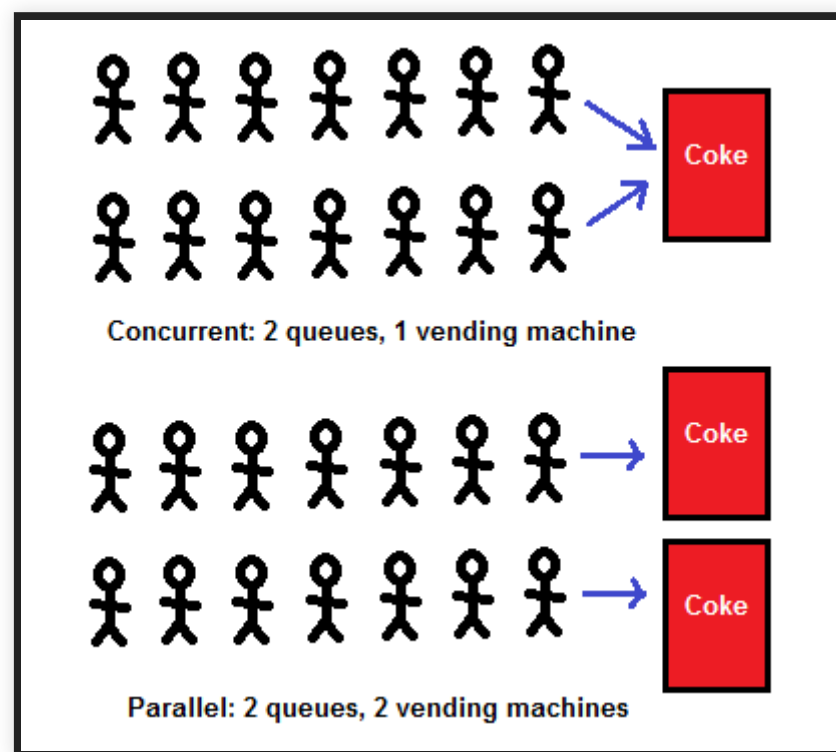 Coke
Concurrent: 2 queues, 1 vending machine
Coke
Coke
Parallel: 2 queues, 2 vending machines